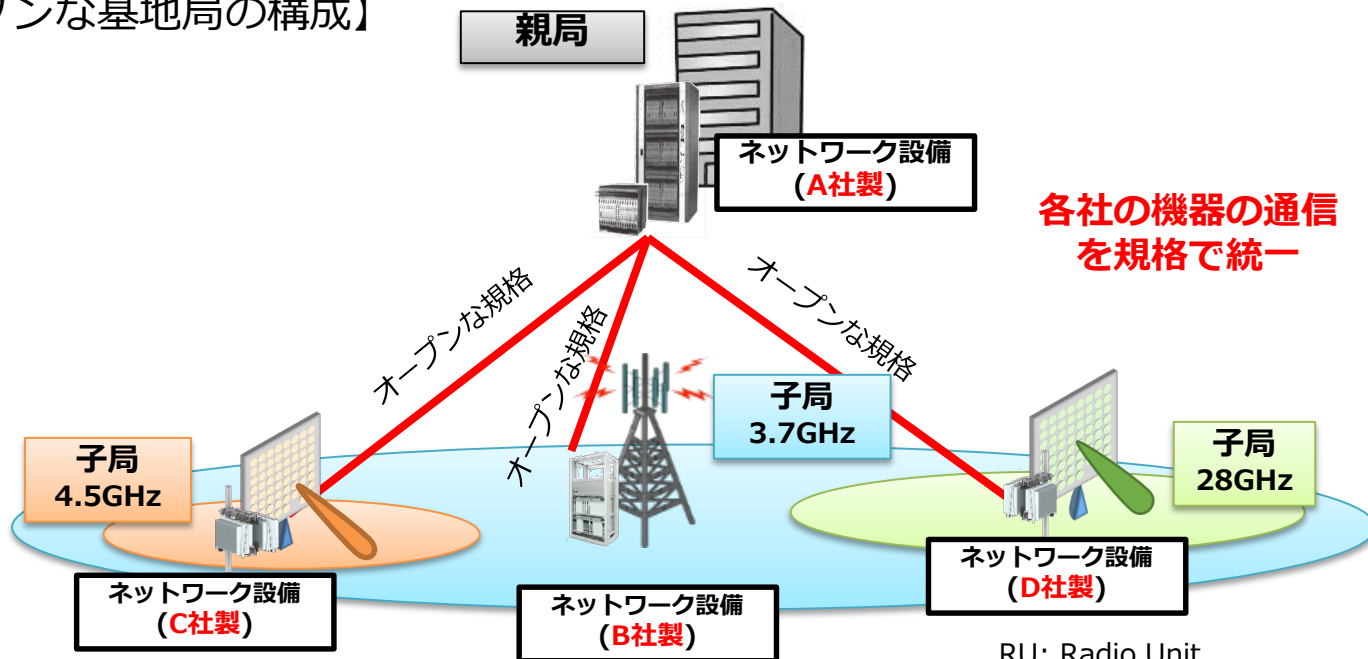 プンな基地局の構成】
親局
ネットワーク設備
(A社製)
各社の機器の通信
を規格で統一
オープンな規格
オープンな規格
オープンな規格
子局
3.7GHz
子局
4.5GHz
子局
28GHz
ネットワーク設備
(C社製)
ネットワーク設備
(B社製)
ネットワーク設備
(D社製)
RU: Radio Unit